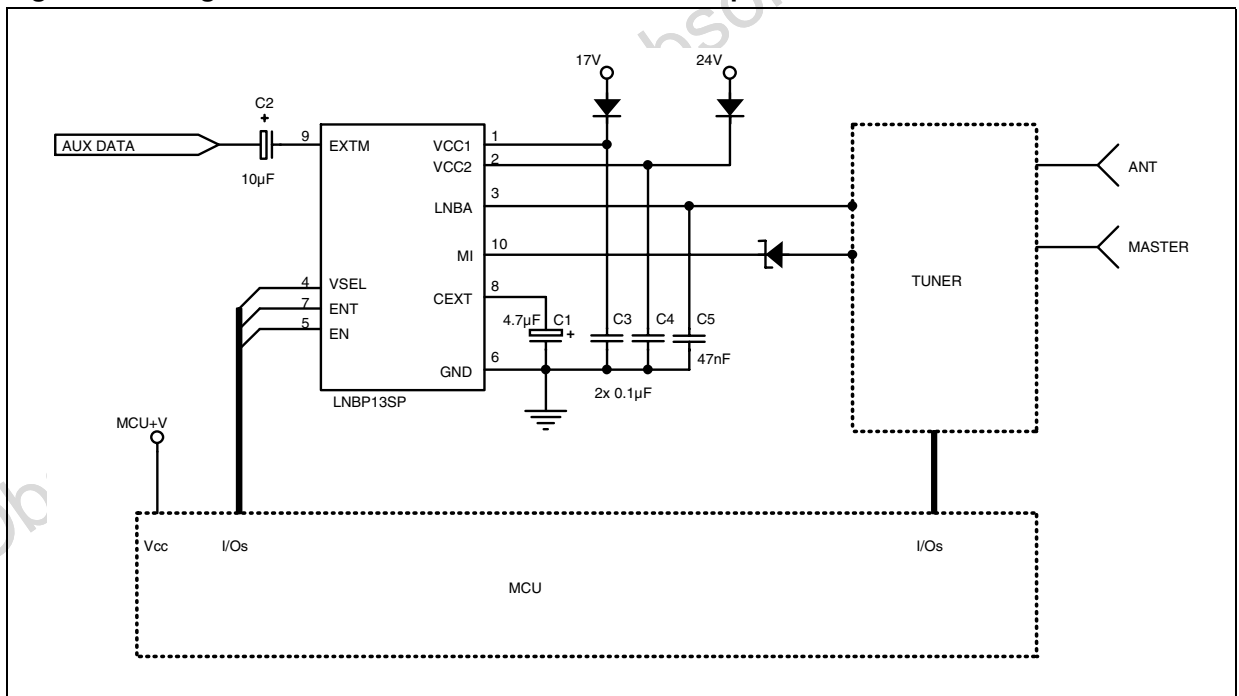 17V
24V
C2
+
AUX DATA
9
EXTM
VCC1
1
10µF
VCC2
2
LNBA
3
MI
10
ANT
MASTER
TUNER
4
VSEL
CEXT
8
7
ENT
5
EN
4.7µF
C1
+
C3
C4
C5
47nF
GND
6
2x 0.1µF
LNBP13SP
MCU+V
Vcc
I/Os
I/Os
MCU